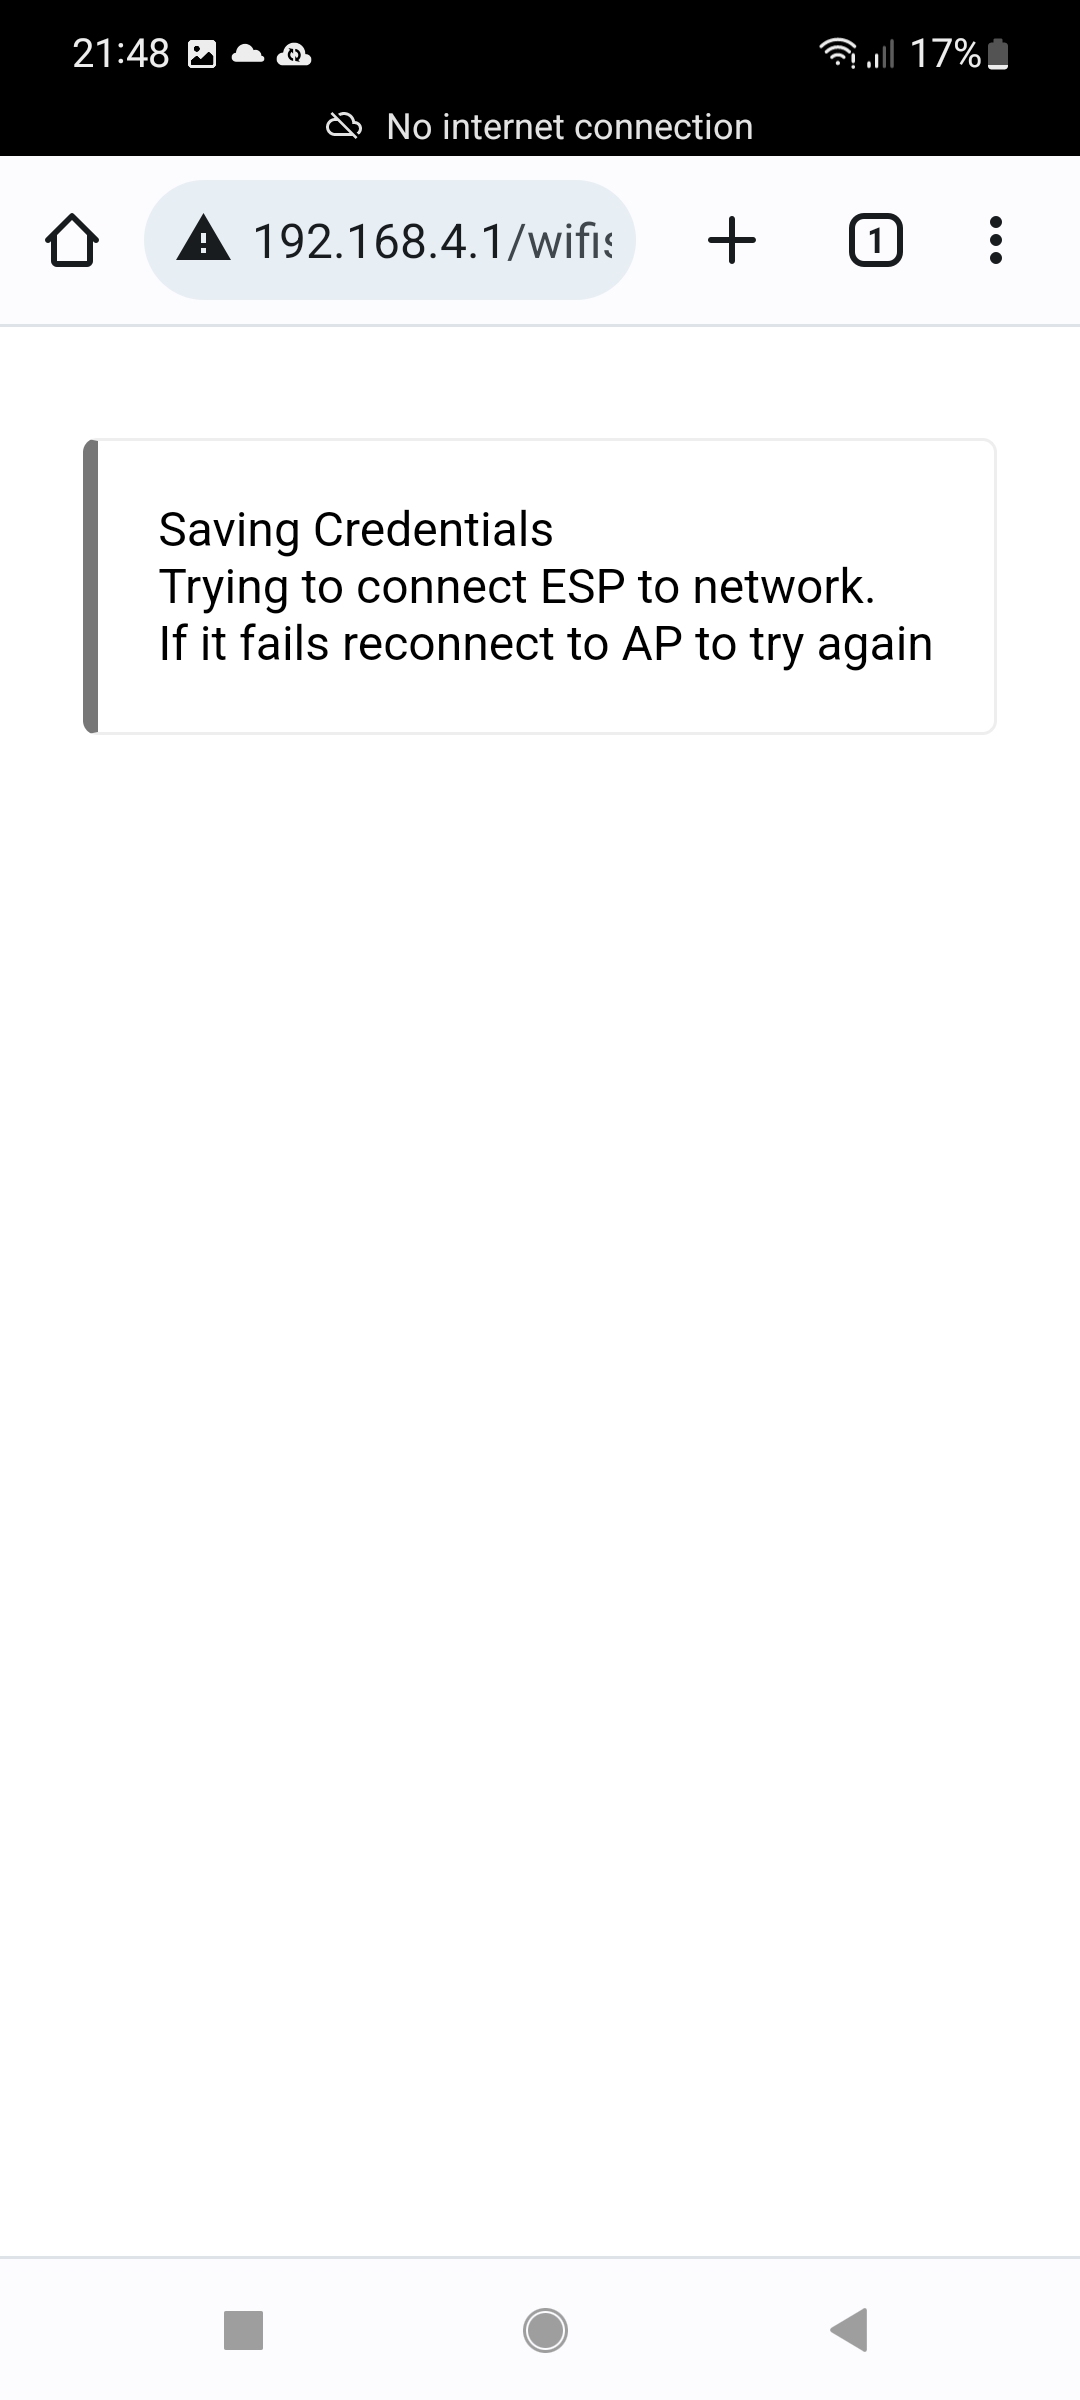 21:48 17%
No internet connection
192.168.4.1/wifis
1
Saving Credentials
Trying to connect ESP to network.
If it fails reconnect to AP to try again